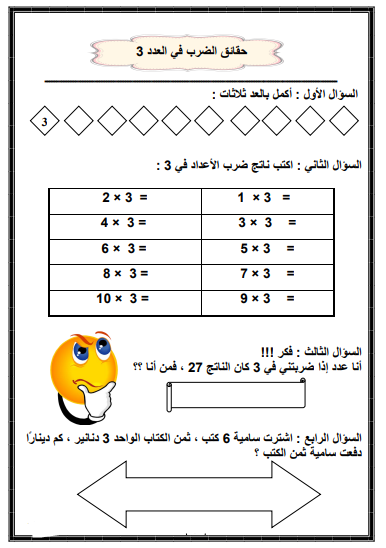 حقائق الضرب في العدد 3
السؤال الأول : أكمل بالعد ثلاثات :
3
السؤال الثاني : اكتب ناتج ضرب الأعداد في 3 :
1 × 3 =
2 × 3 =
3 × 3 =
4 × 3 =
5 × 3 =
6 × 3 =
7 × 3 =
8 × 3 =
9 × 3 =
10 × 3 =
السؤال الثالث : فكر !!!
أنا عدد إذا ضربتني في 3 كان الناتج 27 ، فمن أنا ؟؟
السؤال الرابع : اشترت سامية 6 كتب ، ثمن الكتاب الواحد 3 دنانير ، كم دينارًا
دفعت سامية ثمن الكتب ؟